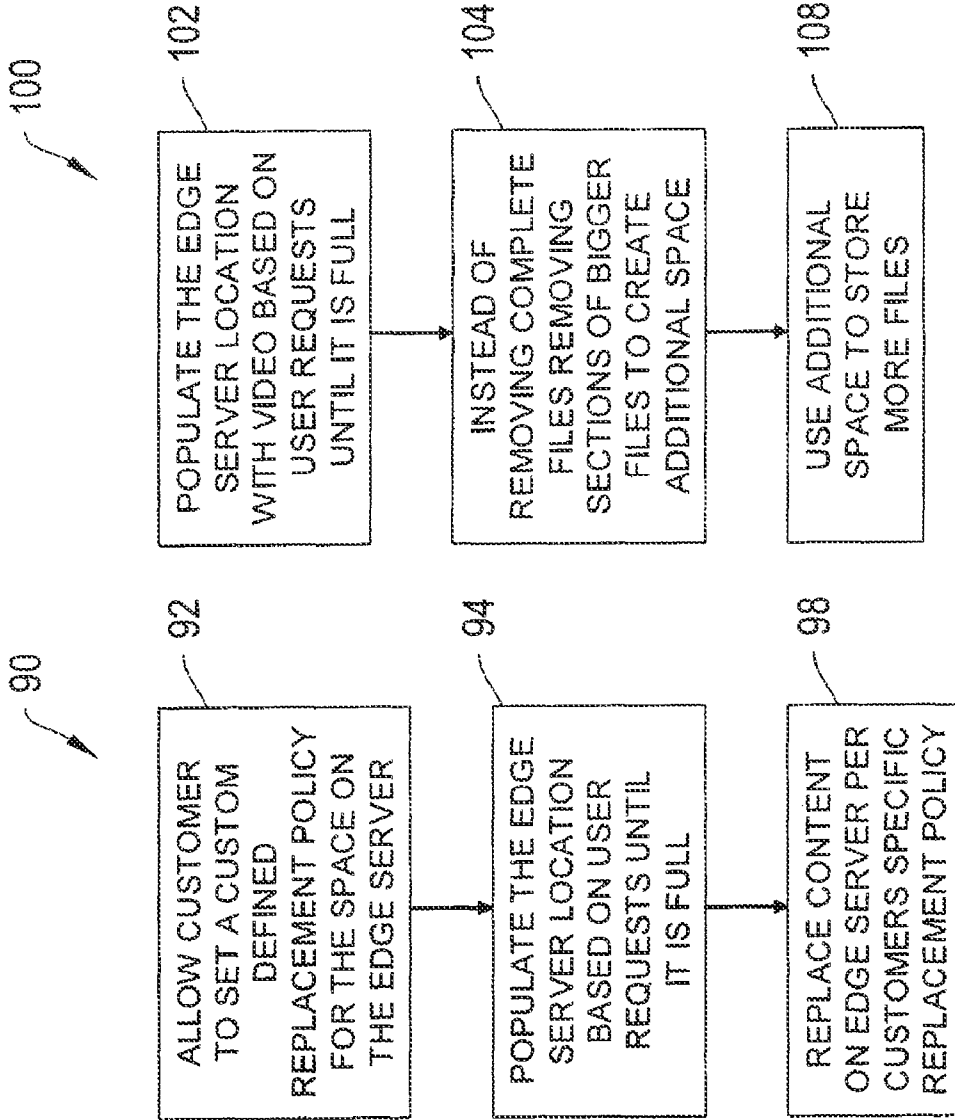 90
92
ALLOW CUSTOMER
TO SET A CUSTOM
DEFINED
REPLACEMENT POLICY
FOR THE SPACE ON
THE EDGE SERVER
94
POPULATE THE EDGE
SERVER LOCATION
BASED ON USER
REQUESTS UNTIL
IT IS FULL
98
REPLACE CONTENT
ON EDGE SERVER PER
CUSTOMERS SPECIFIC
REPLACEMENT POLICY
100
102
POPULATE THE EDGE
SERVER LOCATION
WITH VIDEO BASED ON
USER REQUESTS
UNTIL IT IS FULL
104
INSTEAD OF
REMOVING COMPLETE
FILES REMOVING
SECTIONS OF BIGGER
FILES TO CREATE
ADDITIONAL SPACE
108
USE ADDITIONAL
SPACE TO STORE
MORE FILES